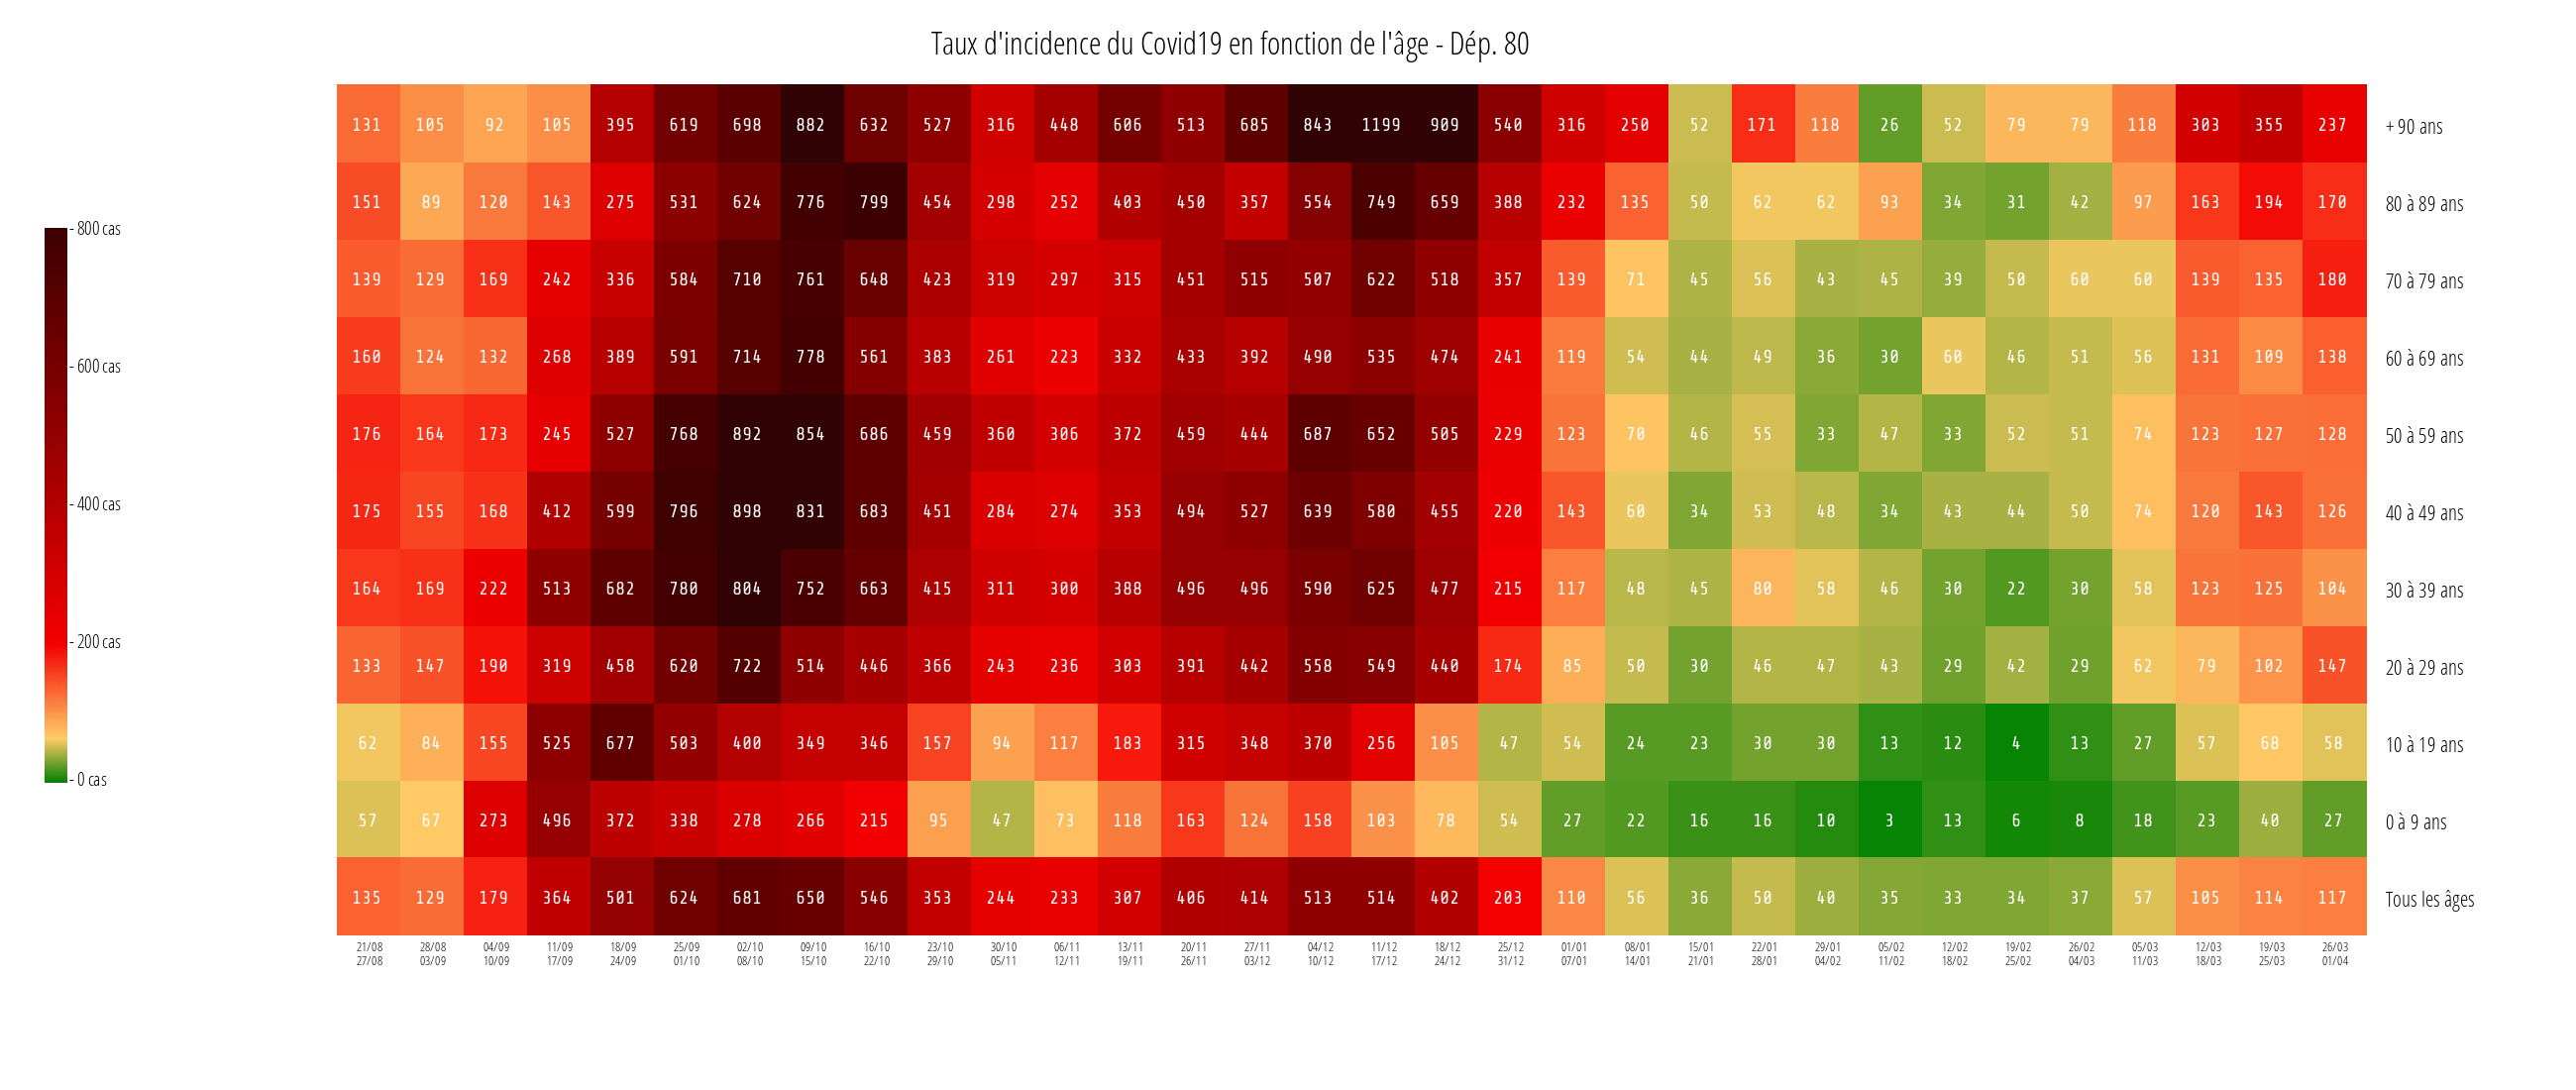 Taux d'incidence du Covid19 en fonction de l'âge - Dép. 80
131 105 92 105 395 619 698 882 632 527 316 448 606 513 685 843 1199 909 540 316 250 52 171 118 26 52 79 79 118 303 355 237 + 90 ans
151 89 120 143 275 531 624 776 799 454 298 252 403 450 357 554 749 659 388 232 135 50 62 62 93 34 31 42 97 163 194 170 80 à 89 ans
139 129 169 242 336 584 710 761 648 423 319 297 315 451 515 507 622 518 357 139 71 45 56 43 45 39 50 60 60 139 135 180 70 à 79 ans
160 124 132 268 389 591 714 778 561 383 261 223 332 433 392 490 535 474 241 119 54 44 49 36 30 60 46 51 56 131 109 138 60 à 69 ans
176 164 173 245 527 768 892 854 686 459 360 306 372 459 444 687 652 505 229 123 70 46 55 33 47 33 52 51 74 123 127 128 50 à 59 ans
175 155 168 412 599 796 898 831 683 451 284 274 353 494 527 639 580 455 220 143 60 34 53 48 34 43 44 50 74 120 143 126 40 à 49 ans
164 169 222 513 682 780 804 752 663 415 311 300 388 496 496 590 625 477 215 117 48 45 80 58 46 30 22 30 58 123 125 104 30 à 39 ans
133 147 190 319 458 620 722 514 446 366 243 236 303 391 442 558 549 440 174 85 50 30 46 47 43 29 42 29 62 79 102 147 20 à 29 ans
62 84 155 525 677 503 400 349 346 157 94 117 183 315 348 370 256 105 47 54 24 23 30 30 13 12 4 13 27 57 68 58 10 à 19 ans
57 67 273 496 372 338 278 266 215 95 47 73 118 163 124 158 103 78 54 27 22 16 16 10 3 13 6 8 18 23 40 27 0 à 9 ans
135 129 179 364 501 624 681 650 546 353 244 233 307 406 414 513 514 402 203 110 56 36 50 40 35 33 34 37 57 105 114 117 Tous les âges
21/08 28/08 04/09 11/09 18/09 25/09 02/10 09/10 16/10 23/10 30/10 06/11 13/11 20/11 27/11 04/12 11/12 18/12 25/12 01/01 08/01 15/01 22/01 29/01 05/02 12/02 19/02 26/02 05/03 12/03 19/03 26/03
27/08 03/09 10/09 17/09 24/09 01/10 08/10 15/10 22/10 29/10 05/11 12/11 19/11 26/11 03/12 10/12 17/12 24/12 31/12 07/01 14/01 21/01 28/01 04/02 11/02 18/02 25/02 04/03 11/03 18/03 25/03 01/04
- 800 cas
- 600 cas
- 400 cas
- 200 cas
- 0 cas